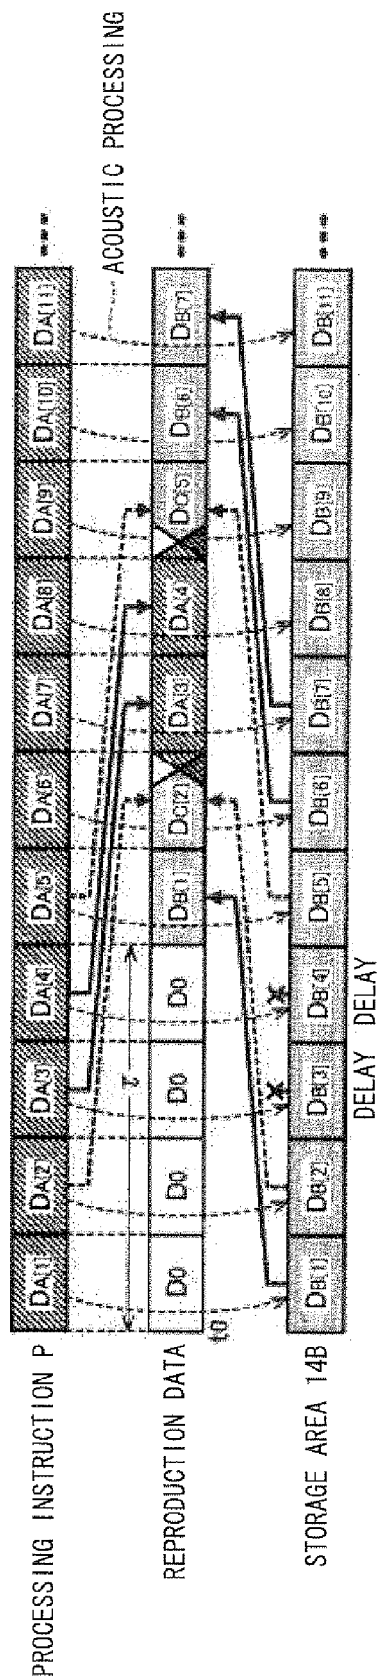 PROCESSING INSTRUCTION P
DA[1] DA[2] DA[3] DA[4] DA[5] DA[6] DA[7] DA[8] DA[9] DA[10] DA[11]
ACOUSTIC PROCESSING
τ
REPRODUCTION DATA
D0 D0 D0 D0 DB[1] DC[2] DA[3] DA[4] DC[5] DB[6] DB[7]
t0
STORAGE AREA 14B
DB[1] DB[2] DB[3] DB[4] DB[5] DB[6] DB[7] DB[8] DB[9] DB[10] DB[11]
DELAY DELAY